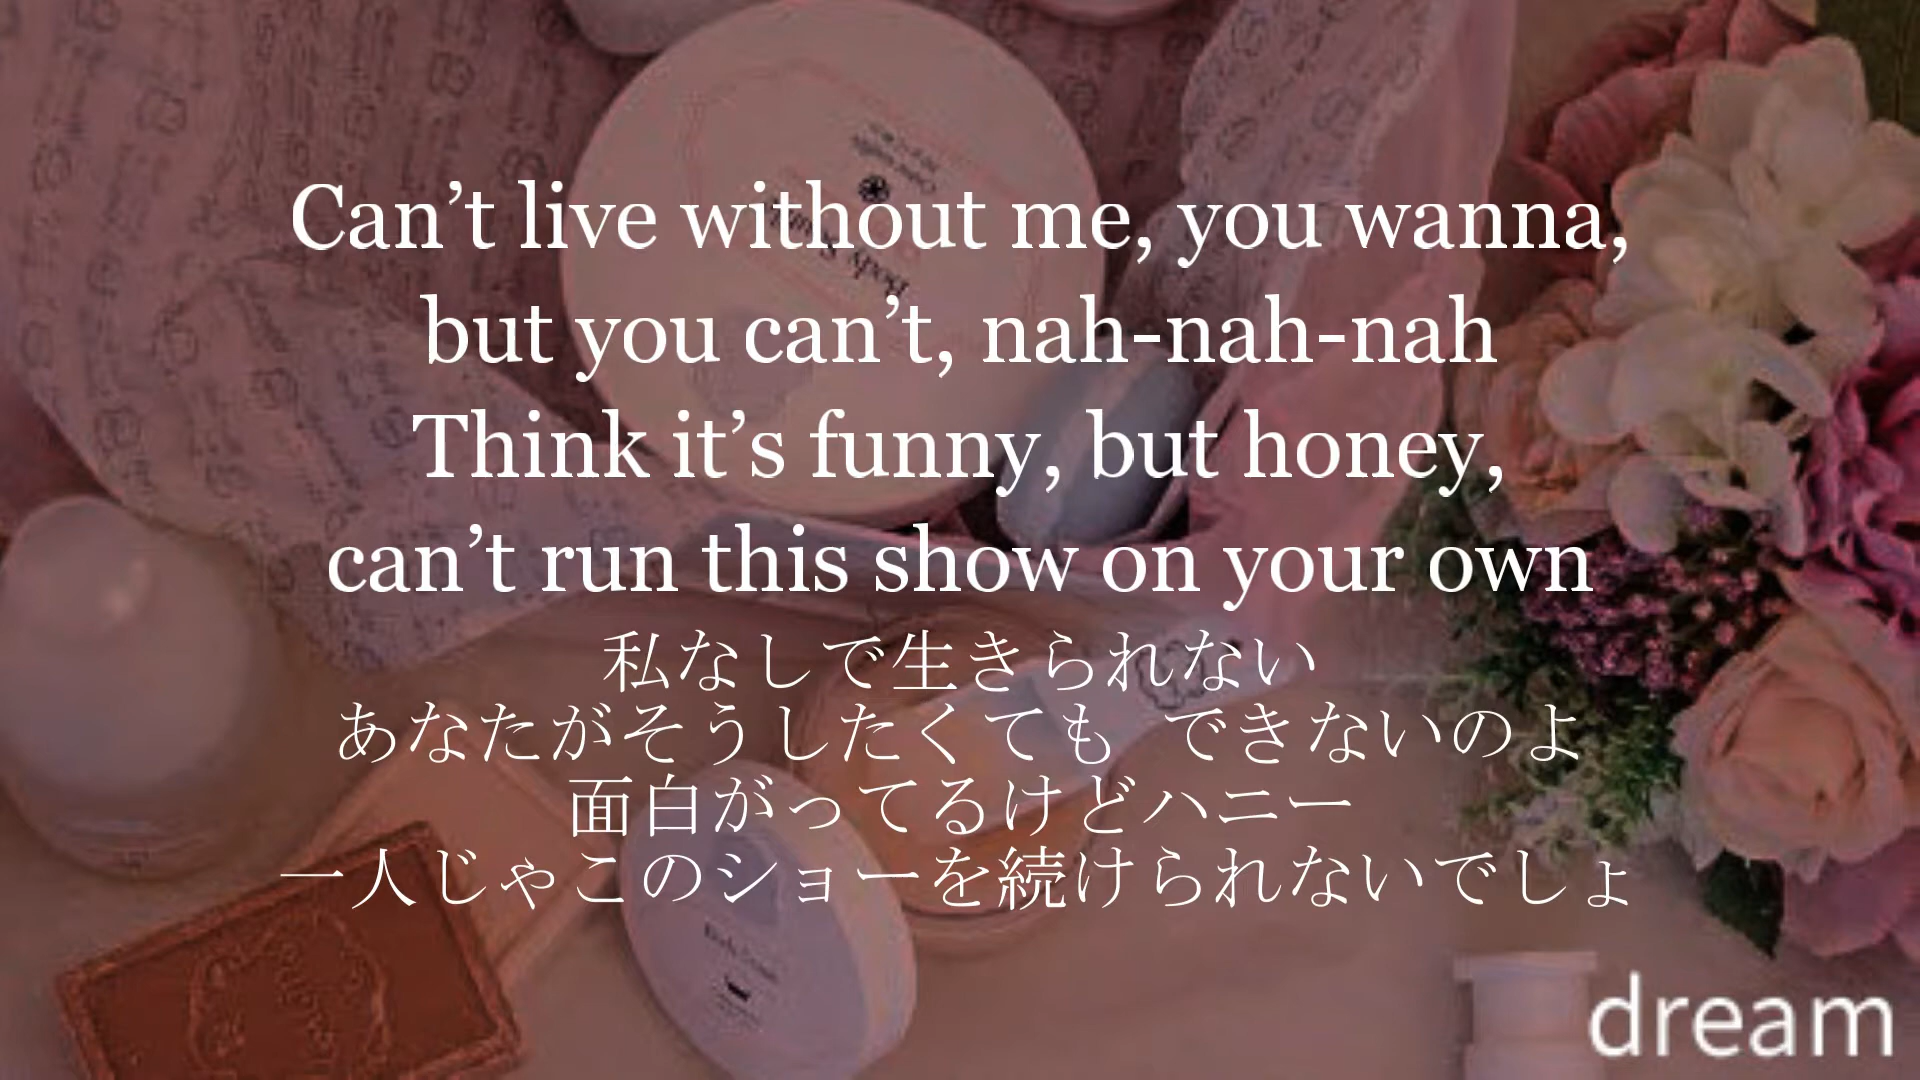 Can’t live without me, you wanna,
but you can’t, nah-nah-nah
Think it’s funny, but honey,
can’t run this show on your own
私なしで生きられない
あなたがそうしたくても できないのよ
面白がってるけどハニー
一人じゃこのショーを続けられないでしょ
dream